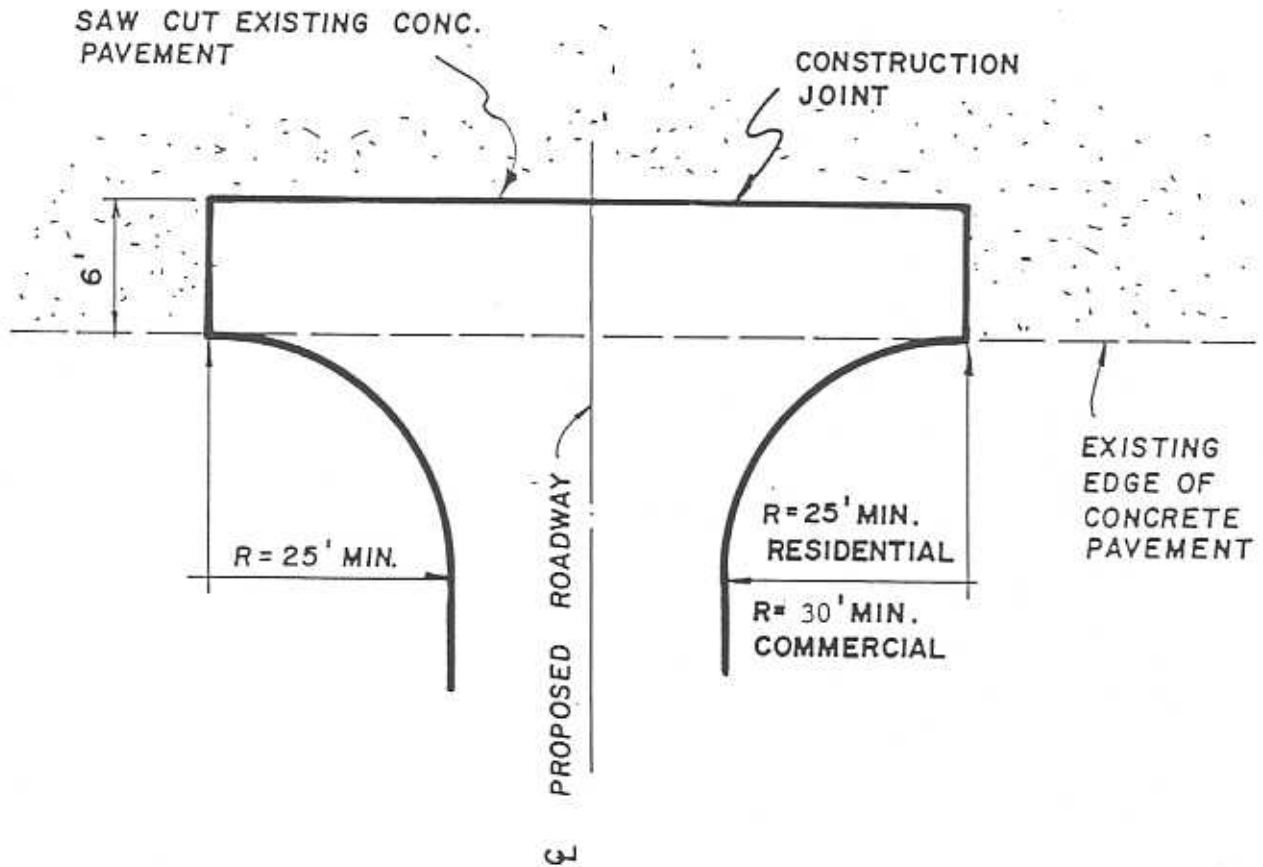 SAW CUT EXISTING CONC.
PAVEMENT
CONSTRUCTION
JOINT
6'
EXISTING
EDGE OF
CONCRETE
PAVEMENT
R=25' MIN.
R=25' MIN.
RESIDENTIAL
R= 30' MIN.
COMMERCIAL
℄ PROPOSED ROADWAY